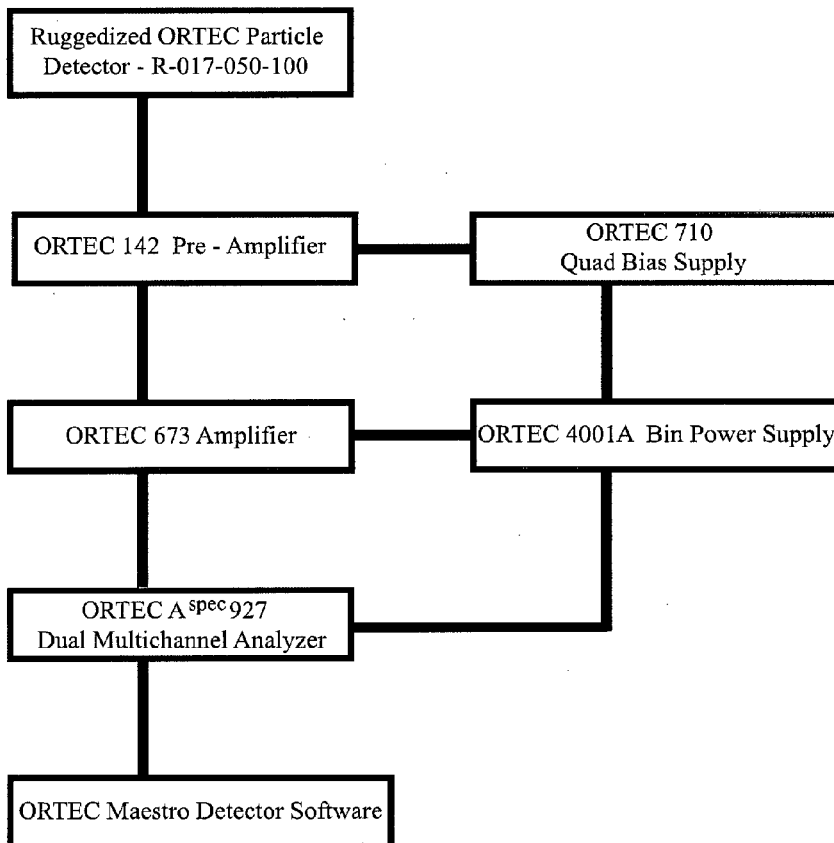 Ruggedized ORTEC Particle
Detector - R-017-050-100
ORTEC 142 Pre - Amplifier
ORTEC 710
Quad Bias Supply
ORTEC 673 Amplifier
ORTEC 4001A Bin Power Supply
ORTEC Aspec 927
Dual Multichannel Analyzer
ORTEC Maestro Detector Software